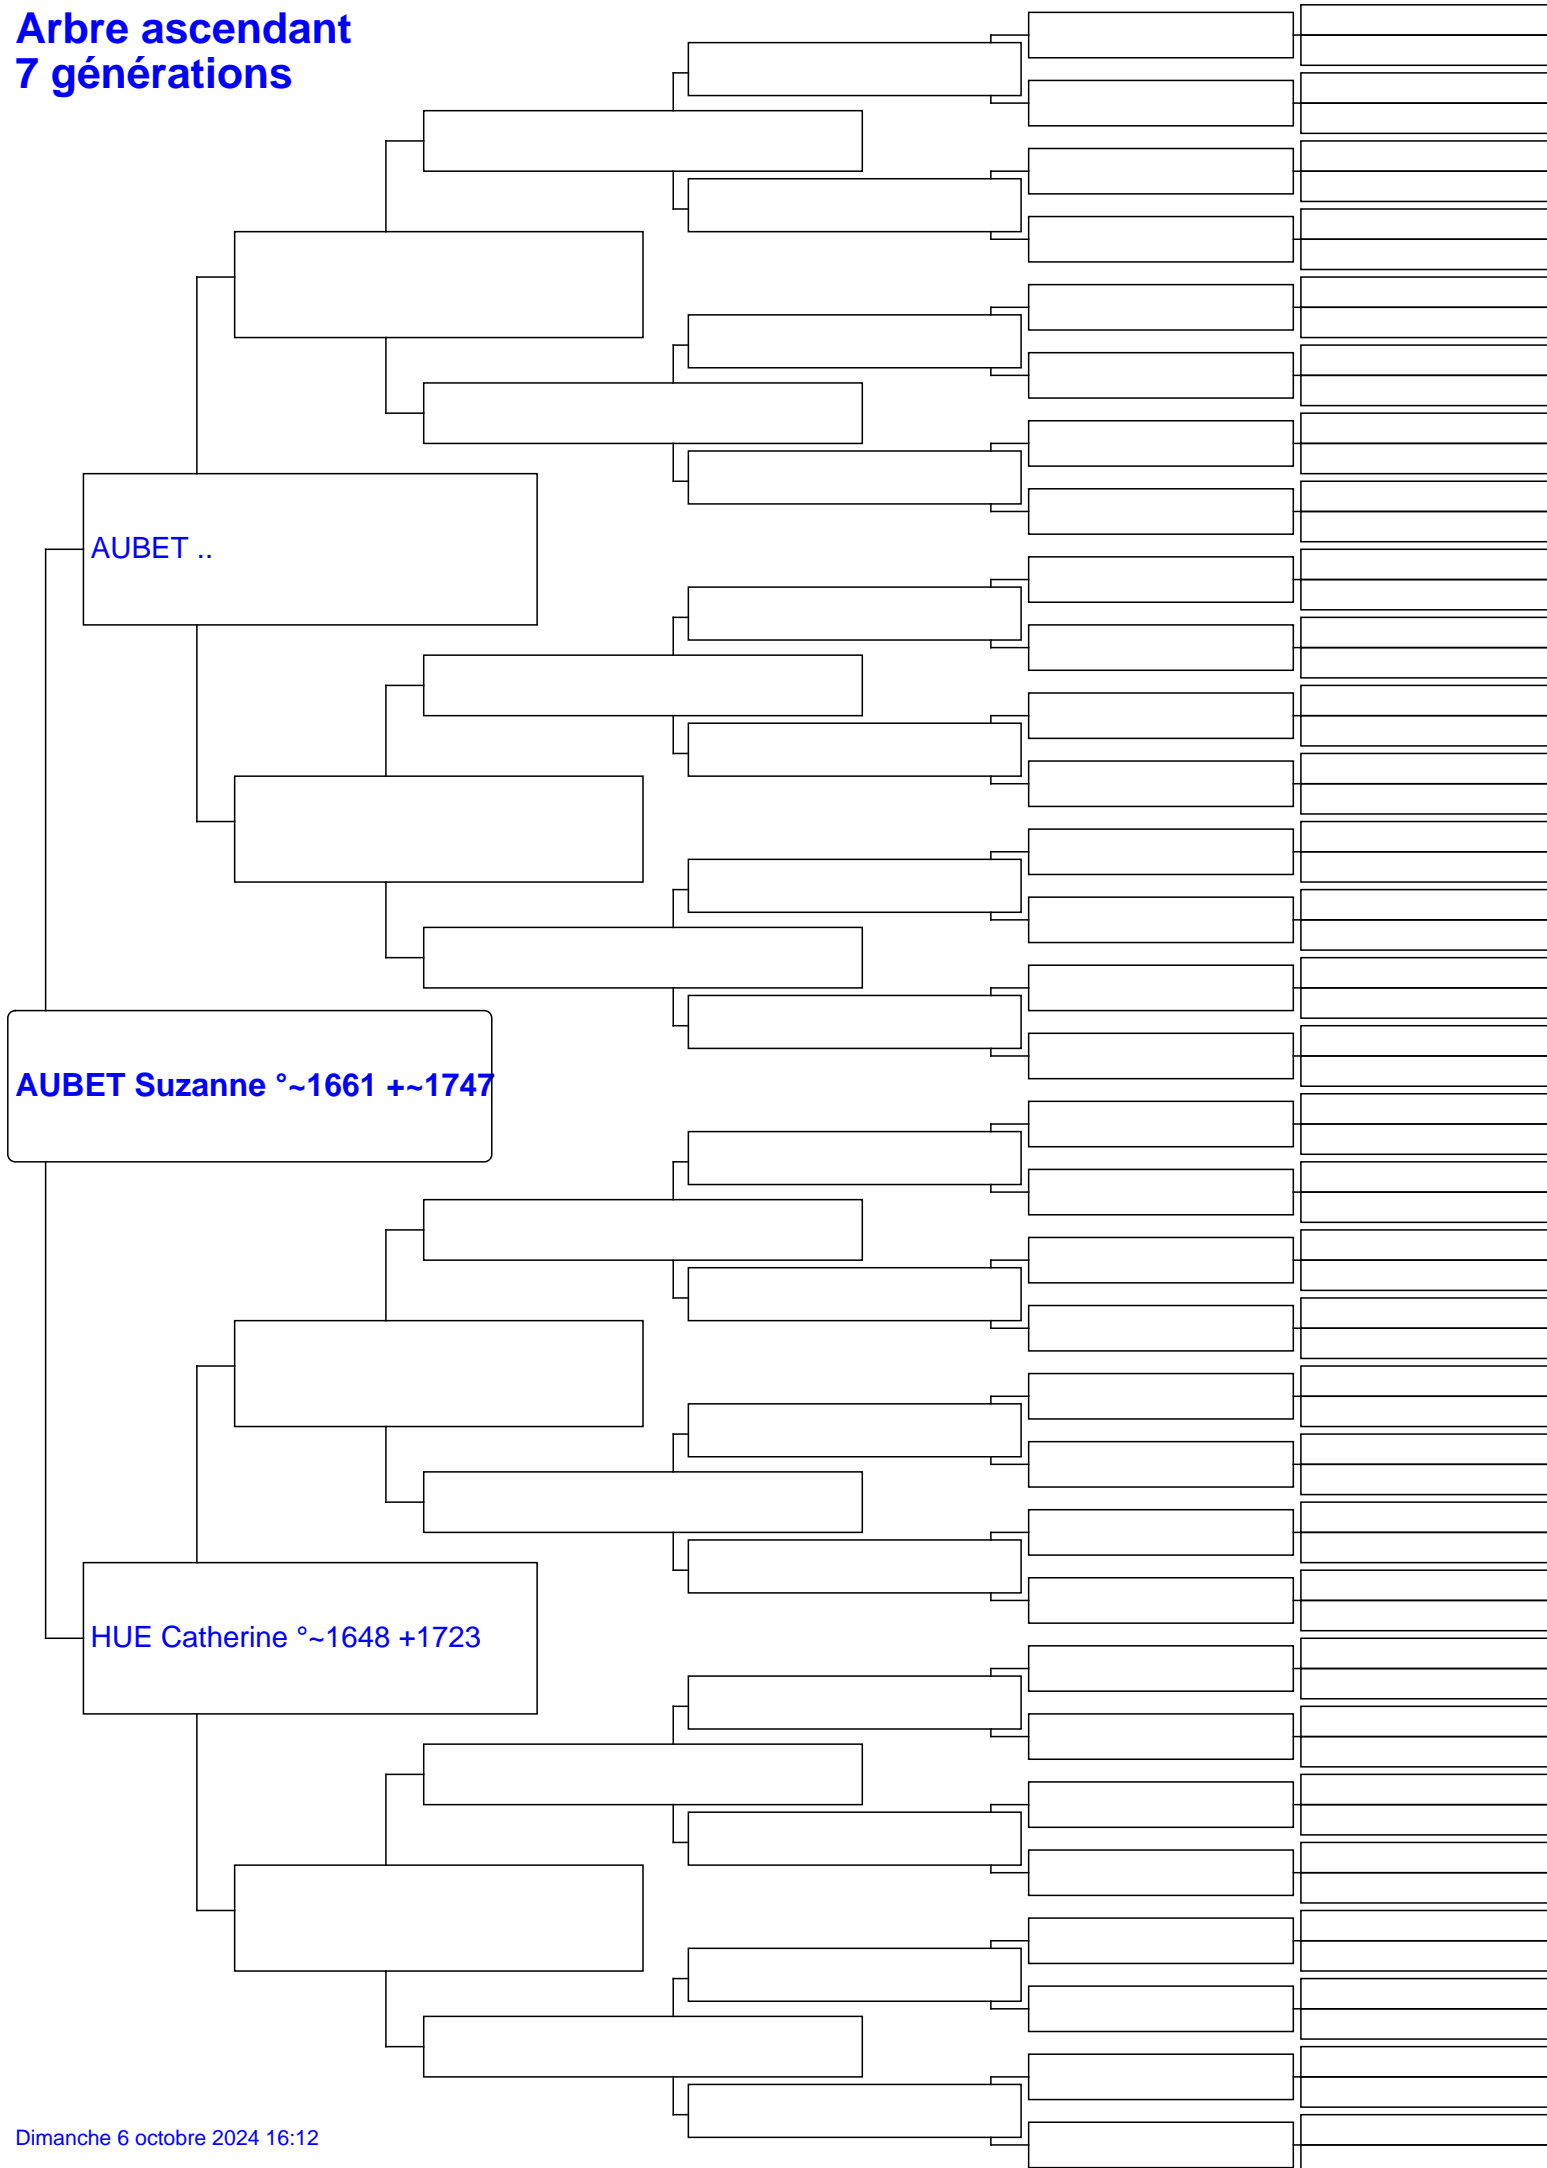 Arbre ascendant
7 générations
AUBET ..
AUBET Suzanne °~1661 +~1747
HUE Catherine °~1648 +1723
Dimanche 6 octobre 2024 16:12